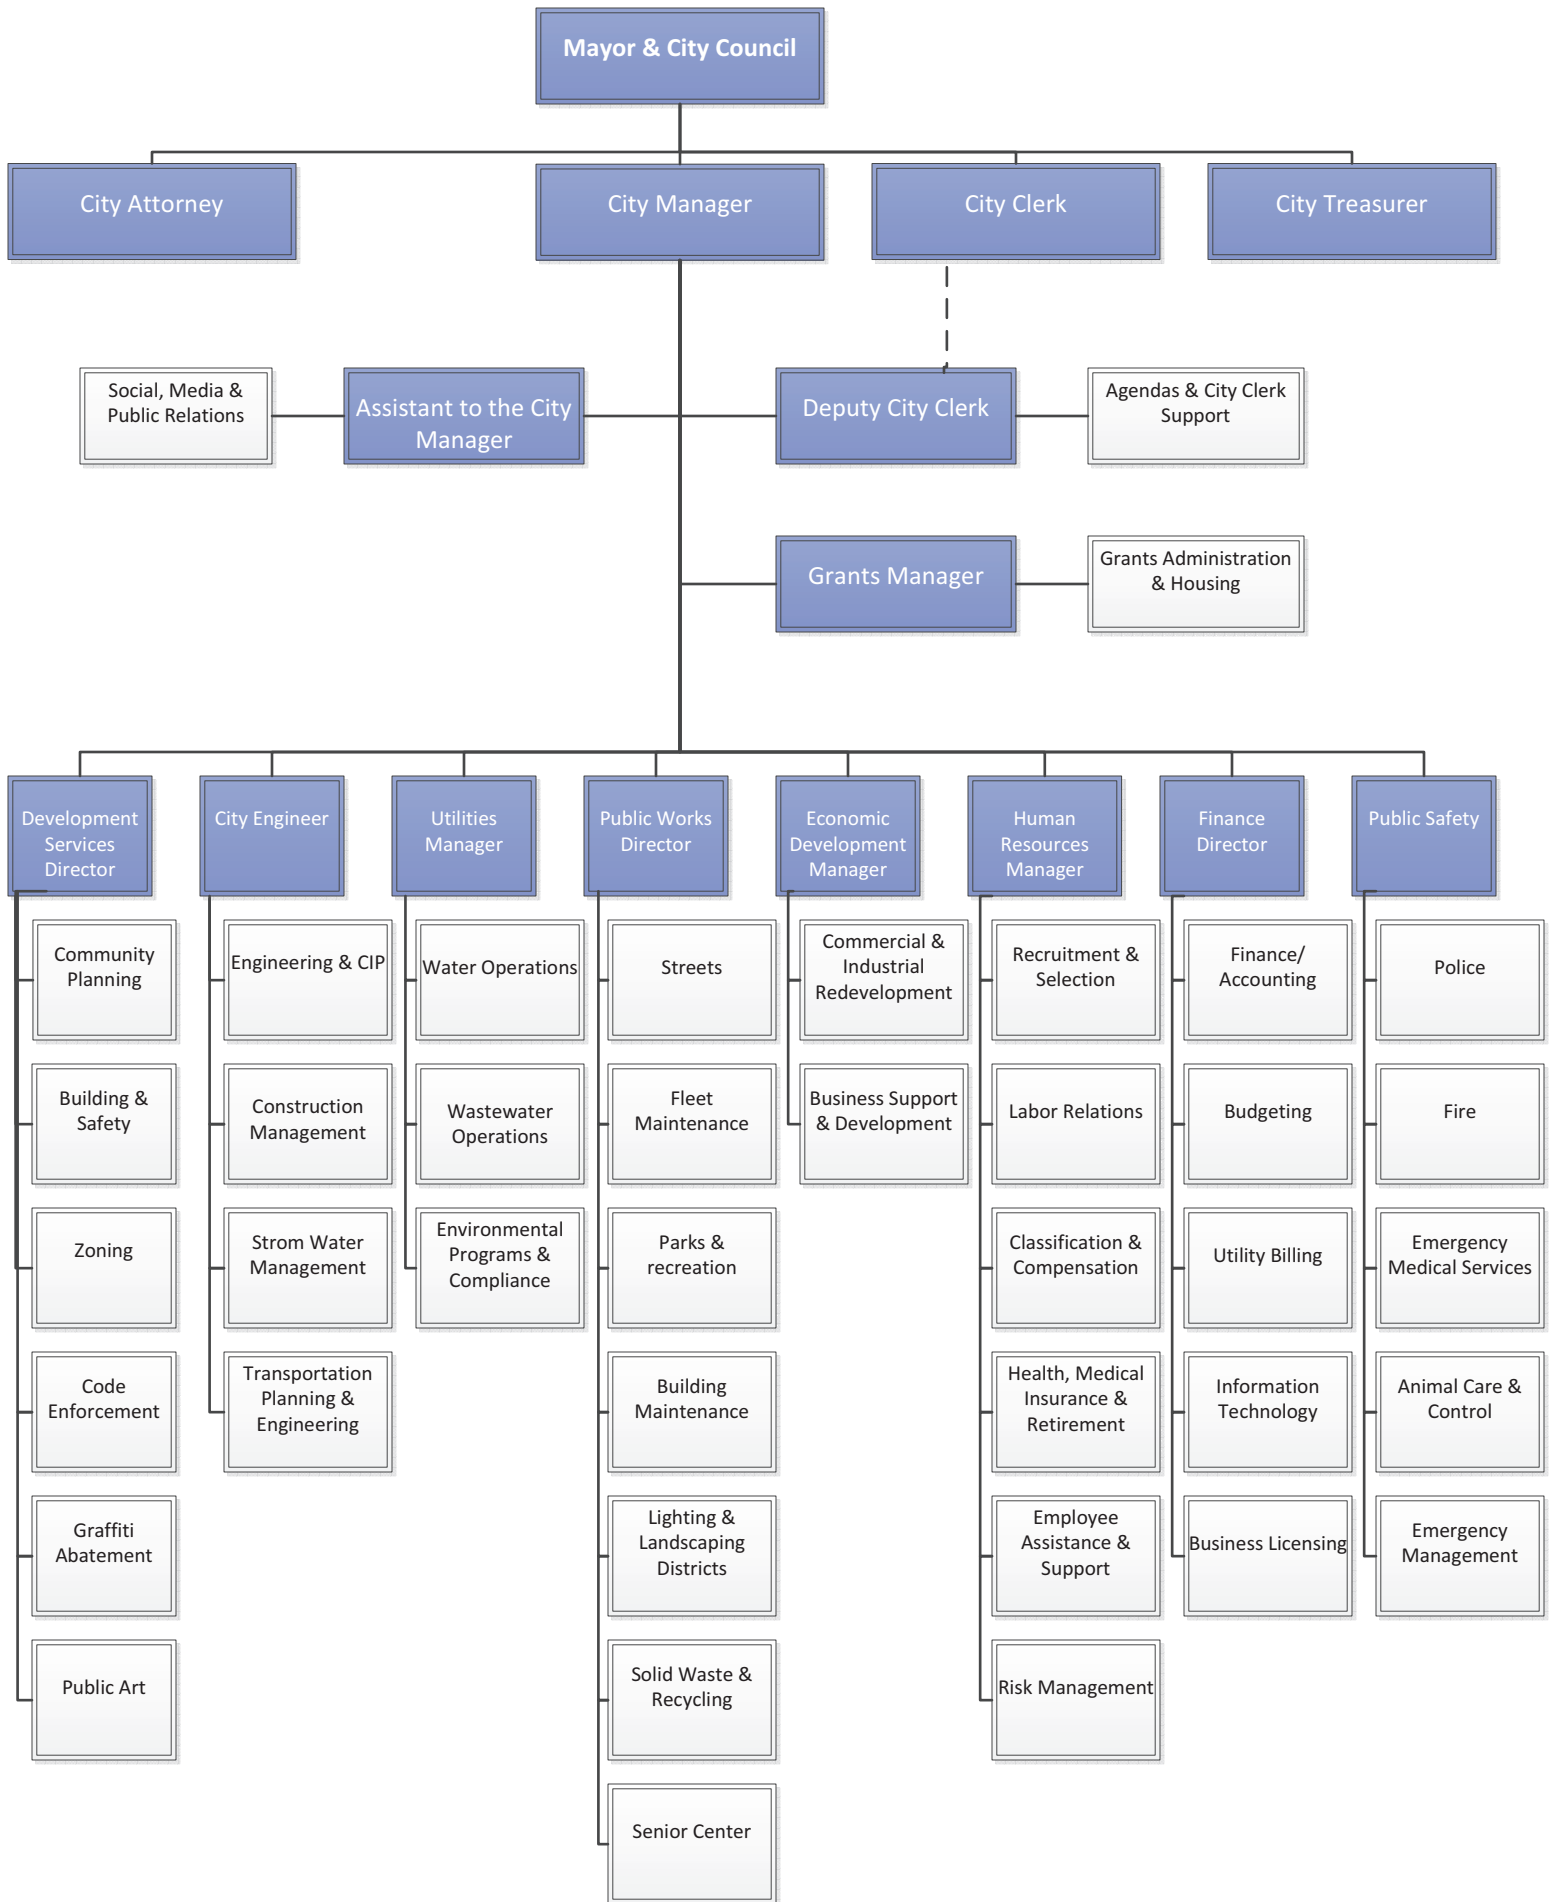 Mayor & City Council
City Attorney
City Manager
City Clerk
City Treasurer
Social, Media &
Public Relations
Assistant to the City
Manager
Deputy City Clerk
Agendas & City Clerk
Support
Grants Manager
Grants Administration
& Housing
Development
Services
Director
City Engineer
Utilities
Manager
Public Works
Director
Economic
Development
Manager
Human
Resources
Manager
Finance
Director
Public Safety
Community
Planning
Engineering & CIP
Water Operations
Streets
Commercial &
Industrial
Redevelopment
Recruitment &
Selection
Finance/
Accounting
Police
Building &
Safety
Construction
Management
Wastewater
Operations
Fleet
Maintenance
Business Support
& Development
Labor Relations
Budgeting
Fire
Zoning
Strom Water
Management
Environmental
Programs &
Compliance
Parks &
recreation
Classification &
Compensation
Utility Billing
Emergency
Medical Services
Code
Enforcement
Transportation
Planning &
Engineering
Building
Maintenance
Health, Medical
Insurance &
Retirement
Information
Technology
Animal Care &
Control
Graffiti
Abatement
Lighting &
Landscaping
Districts
Employee
Assistance &
Support
Business Licensing
Emergency
Management
Public Art
Solid Waste &
Recycling
Risk Management
Senior Center